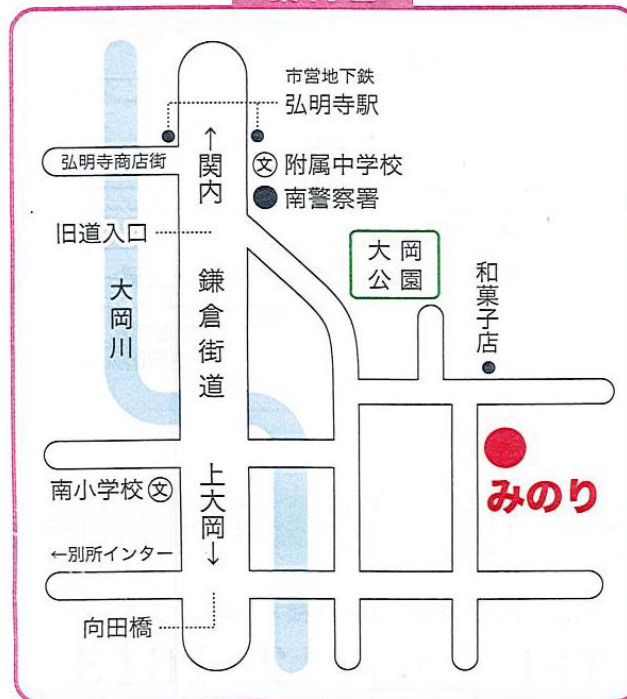 市営地下鉄
弘明寺駅
弘明寺商店街
↑関内
文 附属中学校
南警察署
旧道入口
大岡
公園
和菓子店
大岡川
鎌倉街道
上大岡↓
みのり
南小学校 文
←別所インター
向田橋